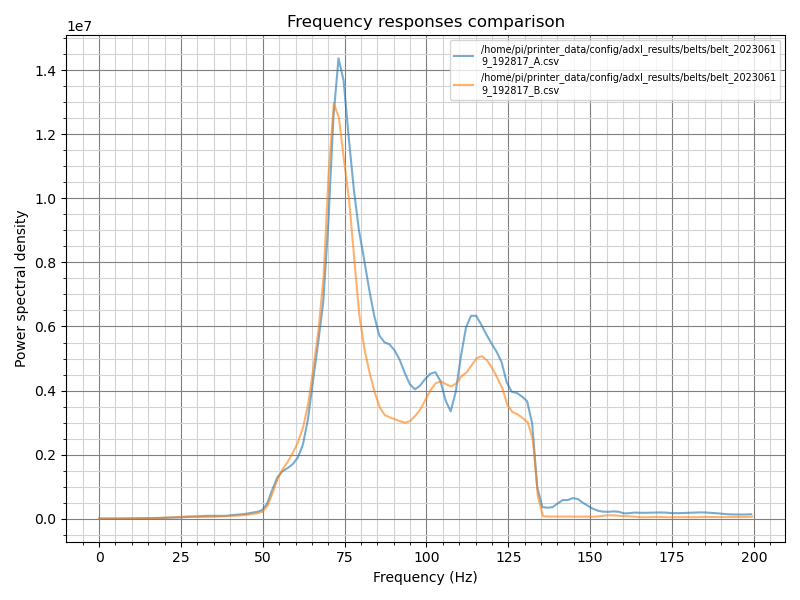 Frequency responses comparison
1e7
/home/pi/printer_data/config/adxl_results/belts/belt_2023061
9_192817_A.csv
/home/pi/printer_data/config/adxl_results/belts/belt_2023061
9_192817_B.csv
1.4
1.2
1.0
0.8
0.6
0.4
0.2
0.0
Power spectral density
0 25 50 75 100 125 150 175 200
Frequency (Hz)